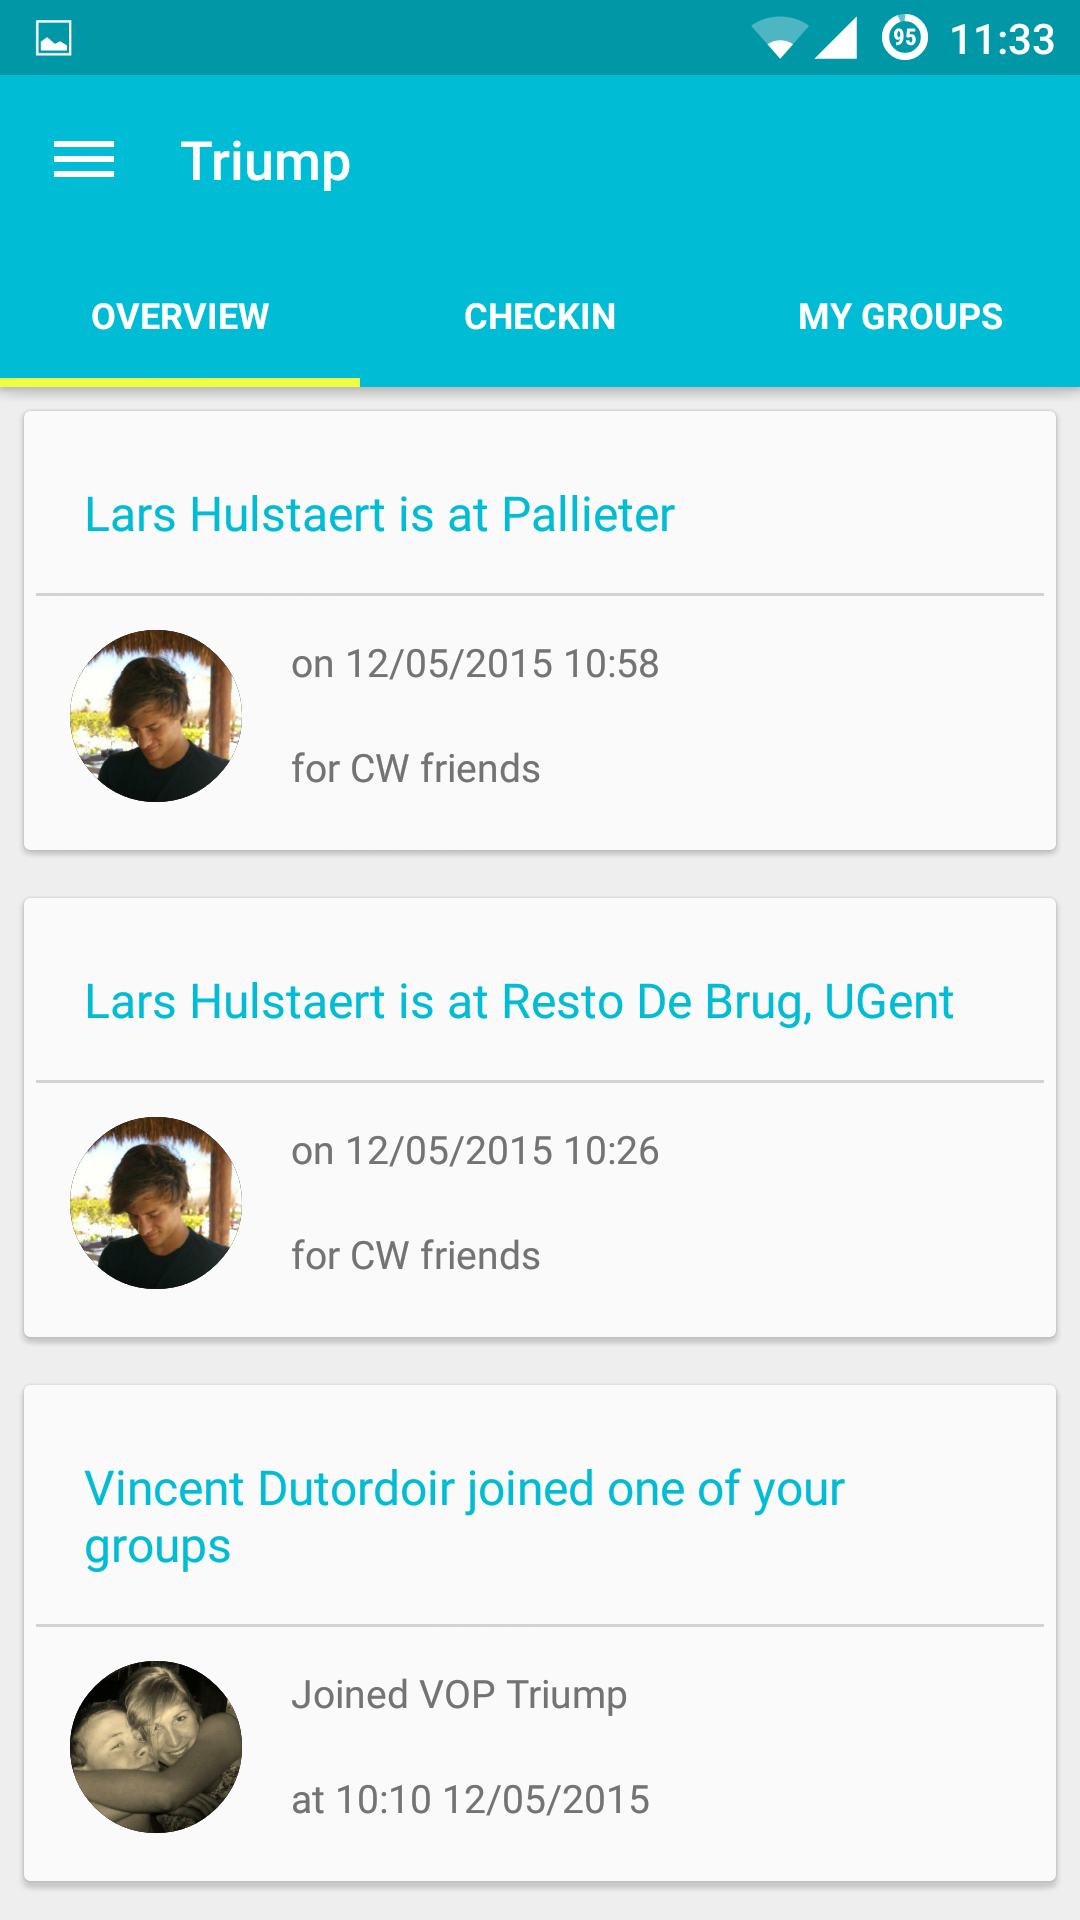 95 11:33
Triump
OVERVIEW CHECKIN MY GROUPS
Lars Hulstaert is at Pallieter
on 12/05/2015 10:58
for CW friends
Lars Hulstaert is at Resto De Brug, UGent
on 12/05/2015 10:26
for CW friends
Vincent Dutordoir joined one of your
groups
Joined VOP Triump
at 10:10 12/05/2015